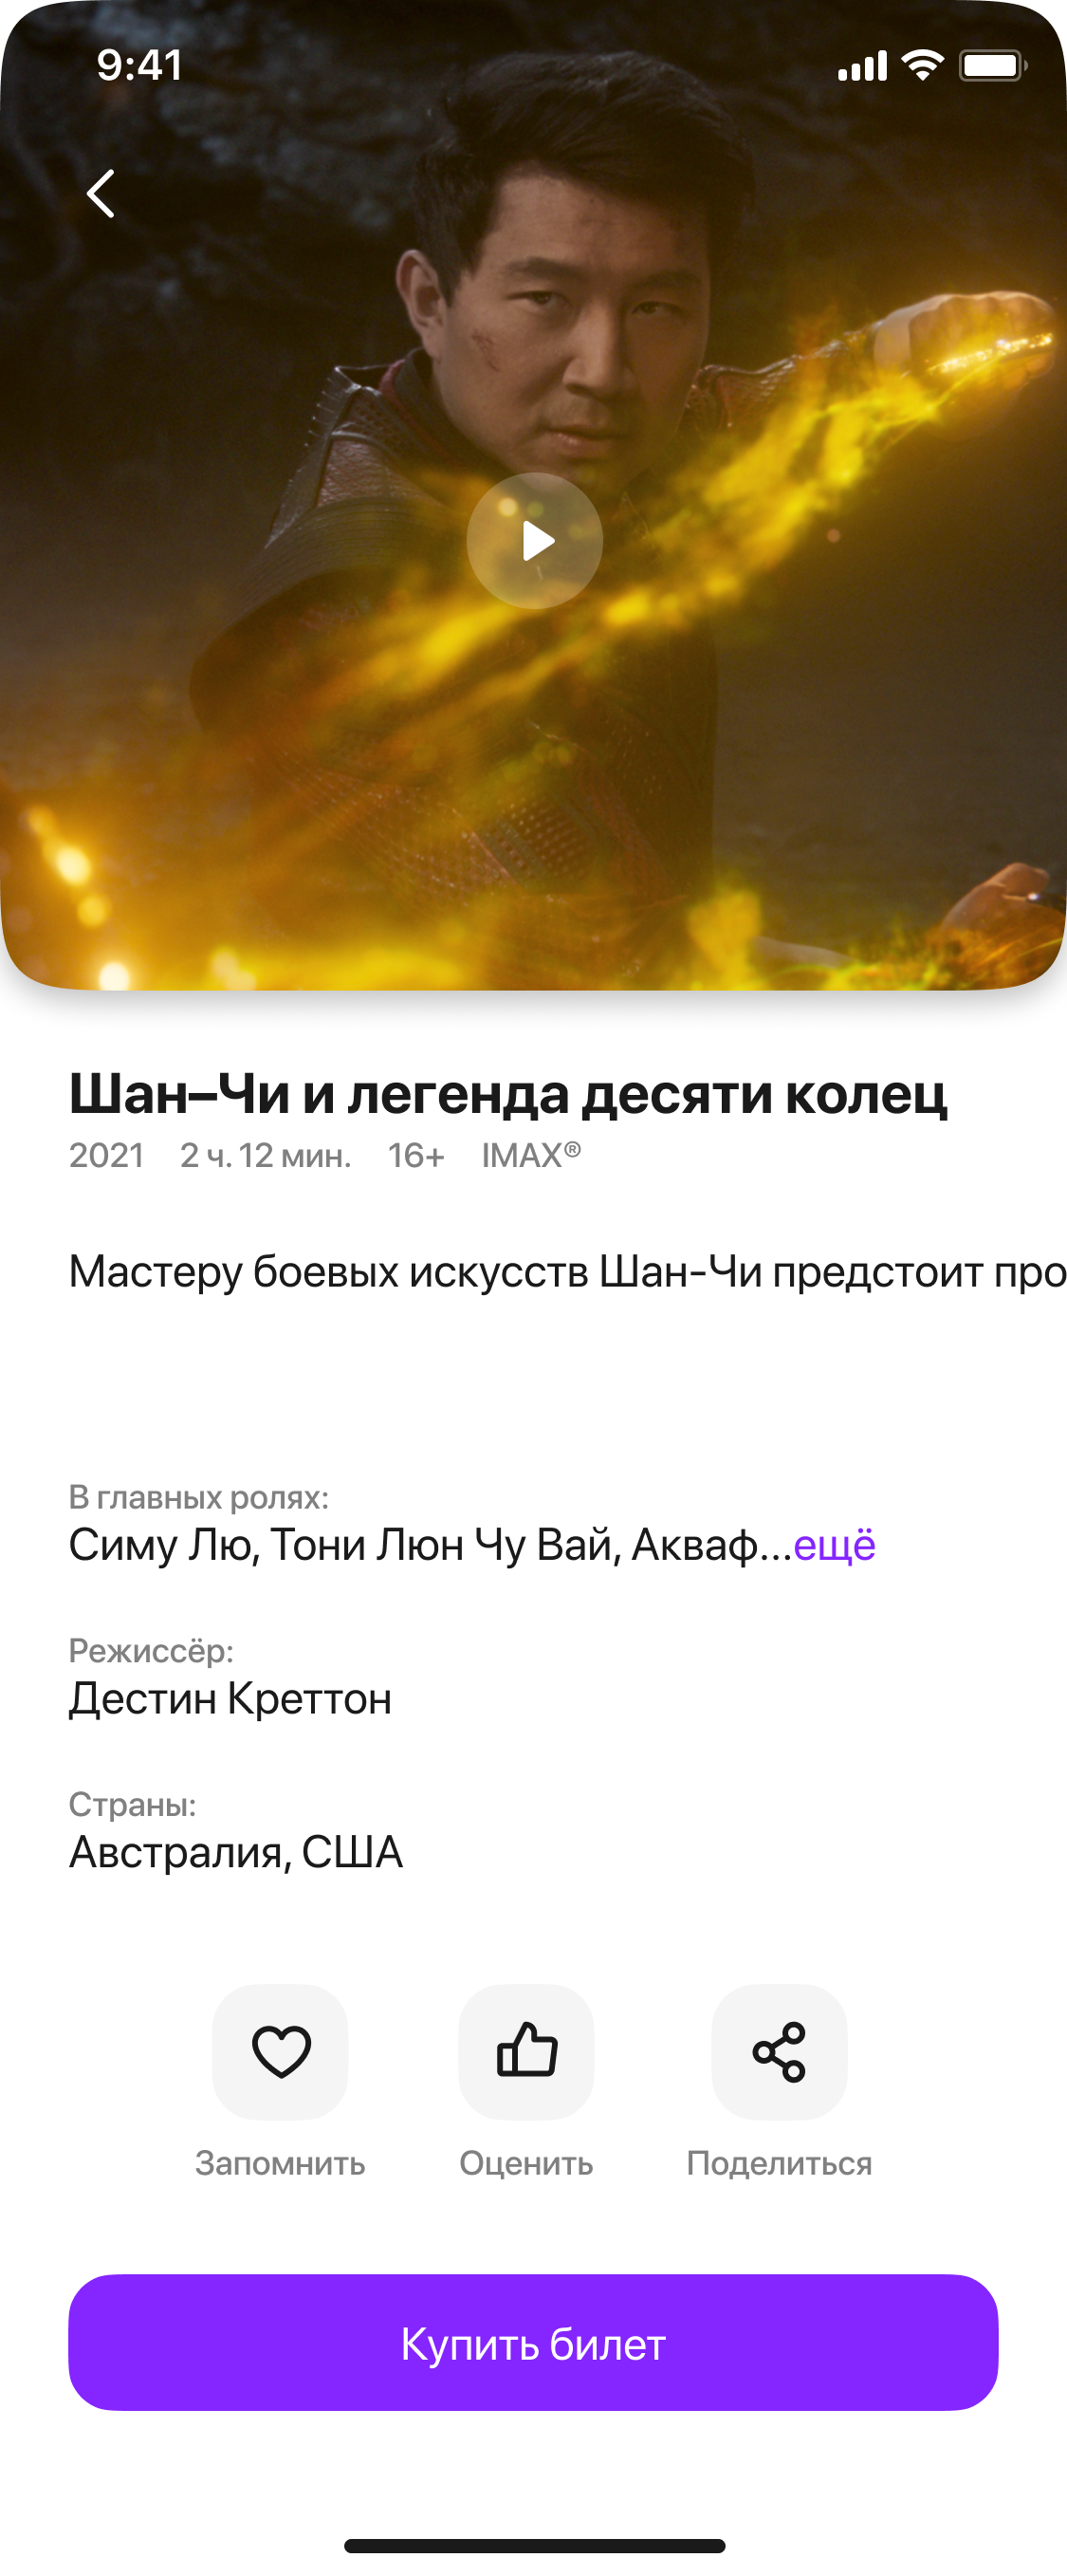 9:41
Шан–Чи и легенда десяти колец
2021 2 ч. 12 мин. 16+ IMAX®
Мастеру боевых искусств Шан-Чи предстоит про
В главных ролях:
Симу Лю, Тони Люн Чу Вай, Акваф...ещё
Режиссёр:
Дестин Креттон
Страны:
Австралия, США
Запомнить Оценить Поделиться
Купить билет